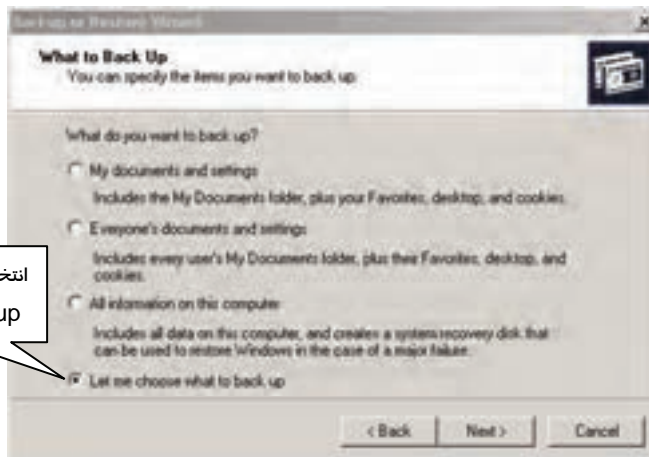 Backup or Restore Wizard
What to Back Up
You can specify the items you want to back up.
What do you want to back up?
My documents and settings
Includes the My Documents folder, plus your Favorites, desktop, and cookies.
Everyone's documents and settings
Includes every user's My Documents folder, plus their Favorites, desktop, and
cookies.
All information on this computer
Includes all data on this computer, and creates a system recovery disk that
can be used to restore Windows in the case of a major failure.
Let me choose what to back up
< Back
Next >
Cancel